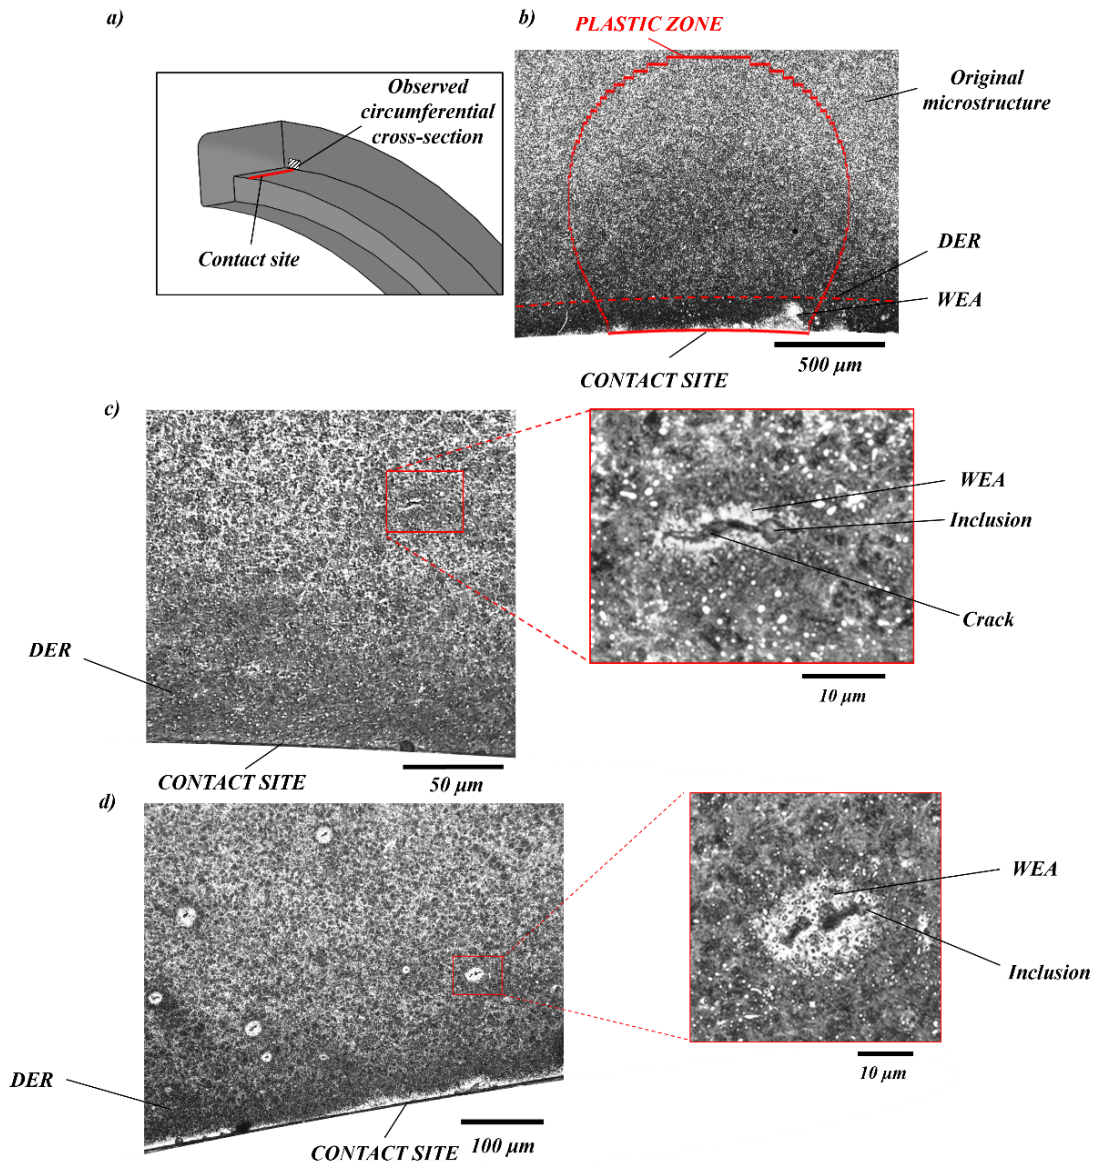 a)
Observed
circumferential
cross-section
Contact site
b)
PLASTIC ZONE
Original
microstructure
DER
WEA
500 µm
CONTACT SITE
c)
DER
CONTACT SITE
50 µm
WEA
Inclusion
Crack
10 µm
d)
DER
CONTACT SITE
100 µm
WEA
Inclusion
10 µm